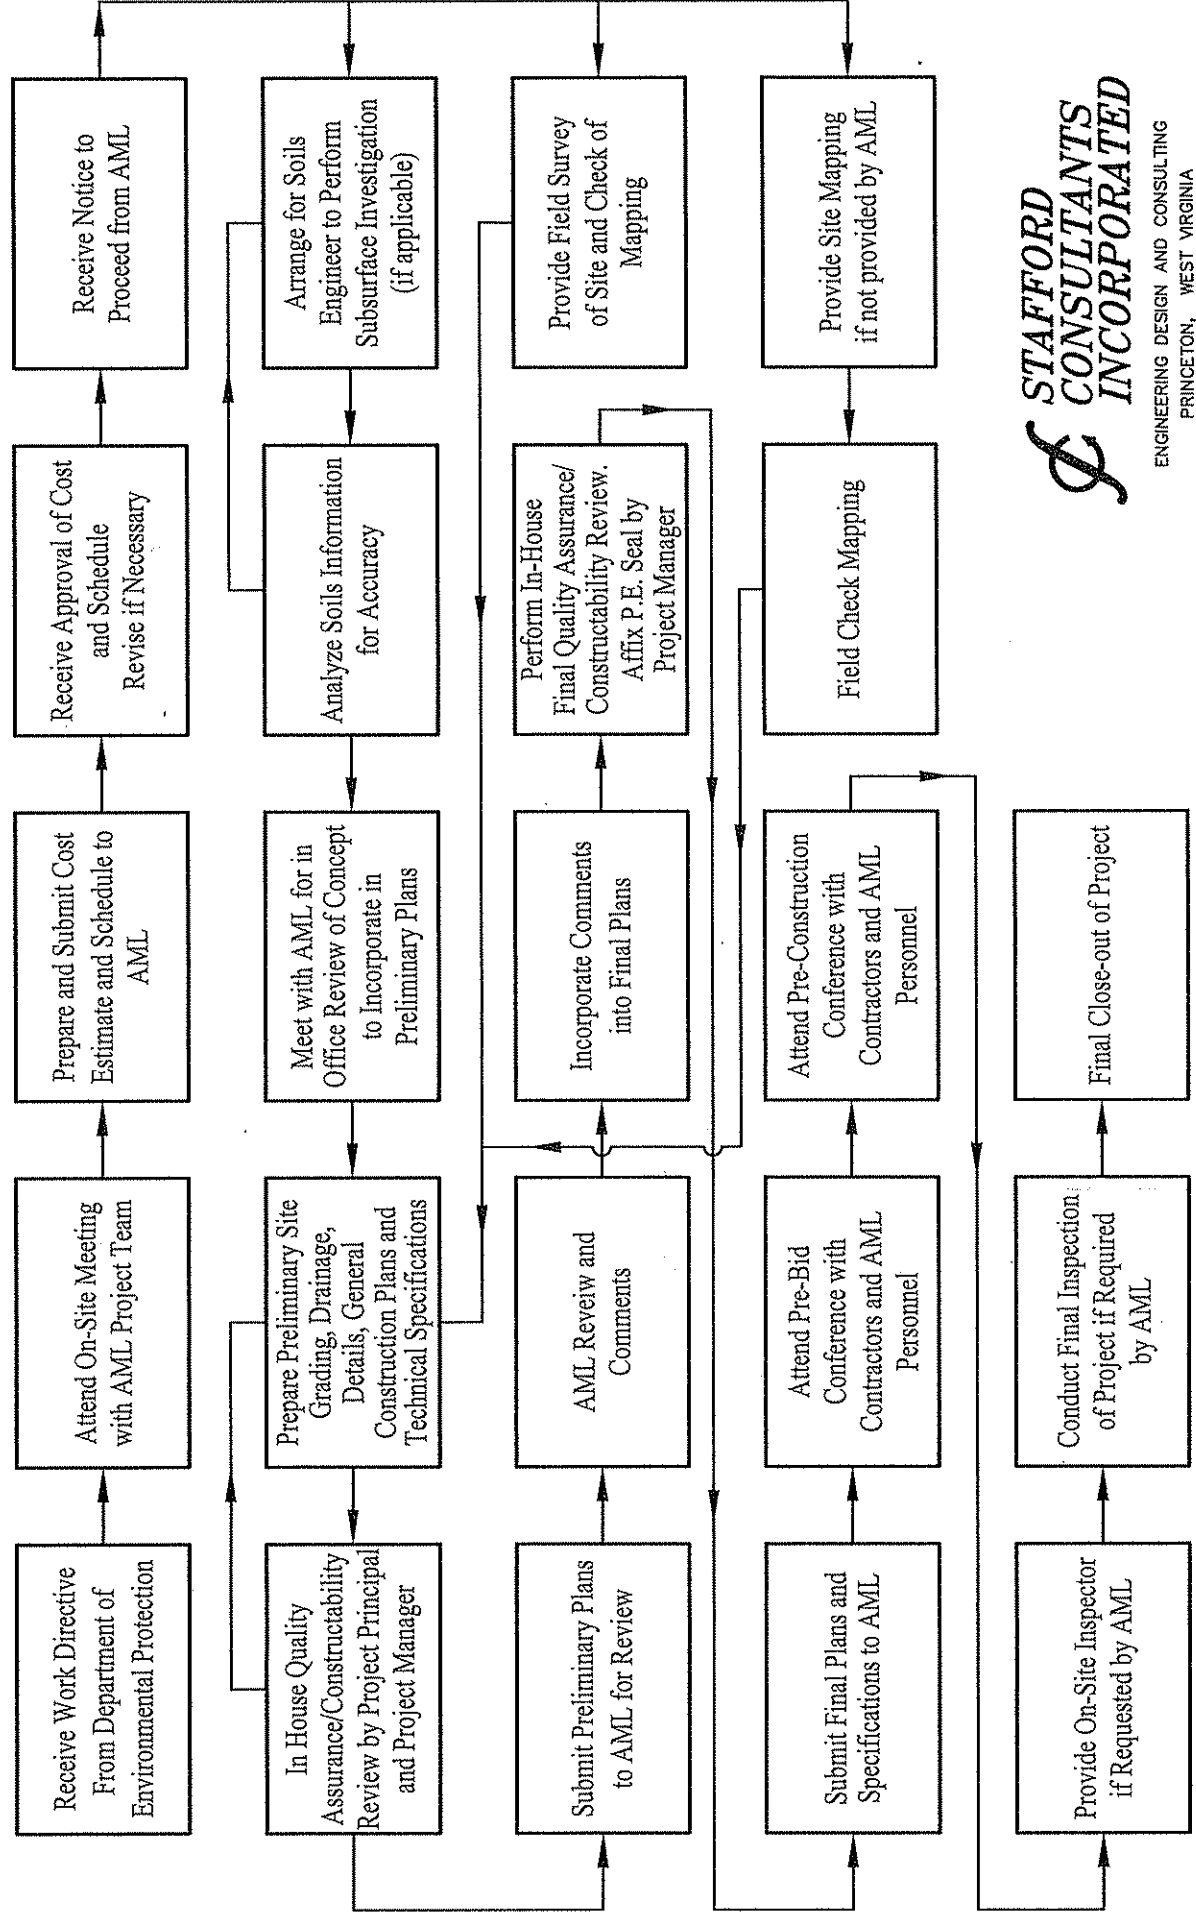 Receive Work Directive
From Department of
Environmental Protection
Attend On-Site Meeting
with AML Project Team
Prepare and Submit Cost
Estimate and Schedule to
AML
Receive Approval of Cost
and Schedule
Revise if Necessary
Receive Notice to
Proceed from AML
In House Quality
Assurance/Constructability
Review by Project Principal
and Project Manager
Prepare Preliminary Site
Grading, Drainage,
Details, General
Construction Plans and
Technical Specifications
Meet with AML for in
Office Review of Concept
to Incorporate in
Preliminary Plans
Analyze Soils Information
for Accuracy
Arrange for Soils
Engineer to Perform
Subsurface Investigation
(if applicable)
Submit Preliminary Plans
to AML for Review
AML Reveiw and
Comments
Incorporate Comments
into Final Plans
Perform In-House
Final Quality Assurance/
Constructability Review.
Affix P.E. Seal by
Project Manager
Provide Field Survey
of Site and Check of
Mapping
Submit Final Plans and
Specifications to AML
Attend Pre-Bid
Conference with
Contractors and AML
Personnel
Attend Pre-Construction
Conference with
Contractors and AML
Personnel
Field Check Mapping
Provide Site Mapping
if not provided by AML
Provide On-Site Inspector
if Requested by AML
Conduct Final Inspection
of Project if Required
by AML
Final Close-out of Project
STAFFORD
CONSULTANTS
INCORPORATED
ENGINEERING DESIGN AND CONSULTING
PRINCETON, WEST VIRGINIA